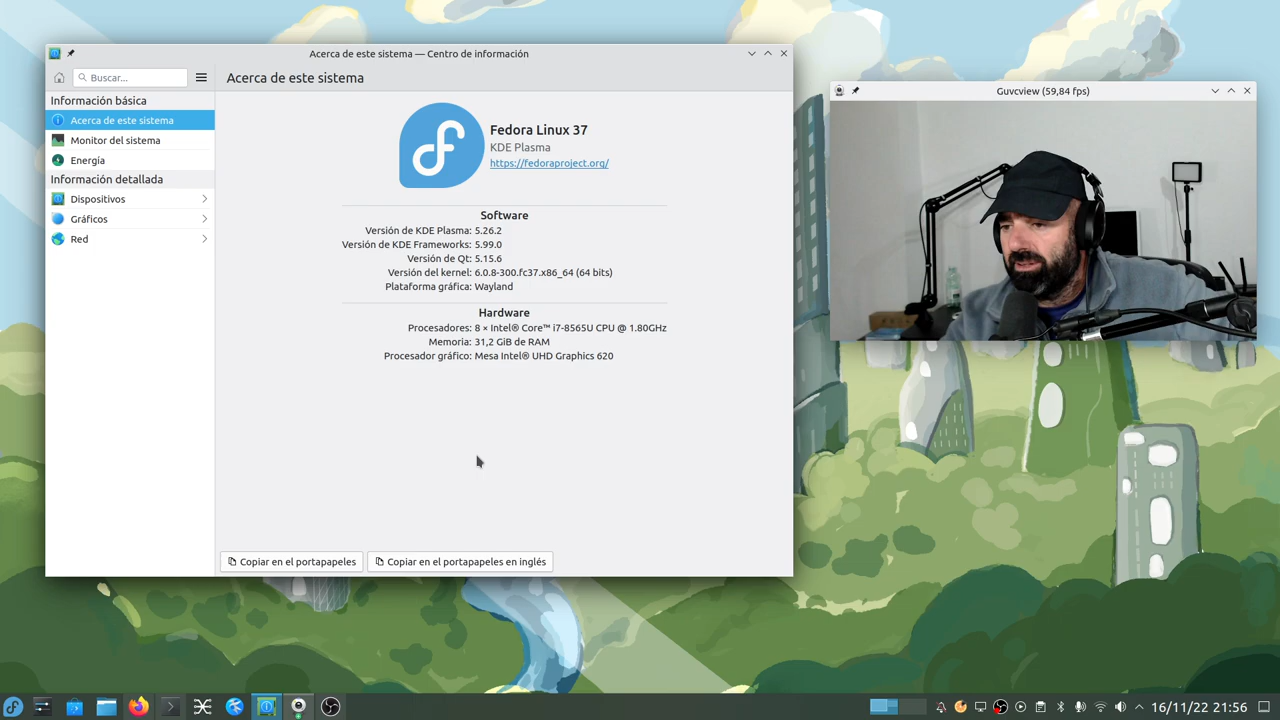 Acerca de este sistema — Centro de información
Buscar...
Acerca de este sistema
Información básica
Acerca de este sistema
Monitor del sistema
Energía
Información detallada
Dispositivos
Gráficos
Red
Fedora Linux 37
KDE Plasma
https://fedoraproject.org/
Software
Versión de KDE Plasma: 5.26.2
Versión de KDE Frameworks: 5.99.0
Versión de Qt: 5.15.6
Versión del kernel: 6.0.8-300.fc37.x86_64 (64 bits)
Plataforma gráfica: Wayland
Hardware
Procesadores: 8 × Intel® Core™ i7-8565U CPU @ 1.80GHz
Memoria: 31,2 GiB de RAM
Procesador gráfico: Mesa Intel® UHD Graphics 620
Copiar en el portapapeles
Copiar en el portapapeles en inglés
Guvcview (59,84 fps)
16/11/22 21:56